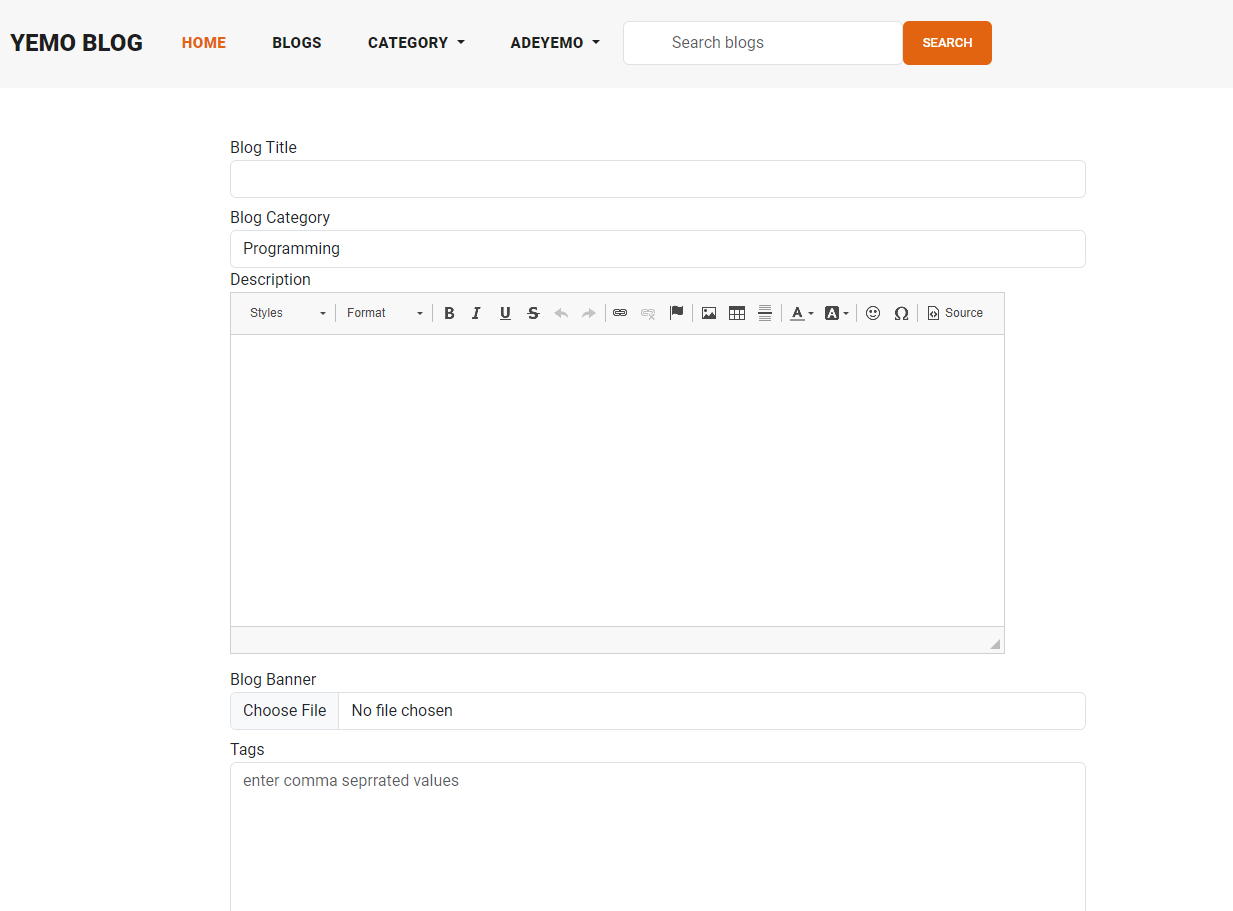 YEMO BLOG HOME BLOGS CATEGORY ADEYEMO Search blogs SEARCH
Blog Title
Blog Category
Programming
Description
Styles Format B I U S A A Ω Source
Blog Banner
Choose File No file chosen
Tags
enter comma seprrated values